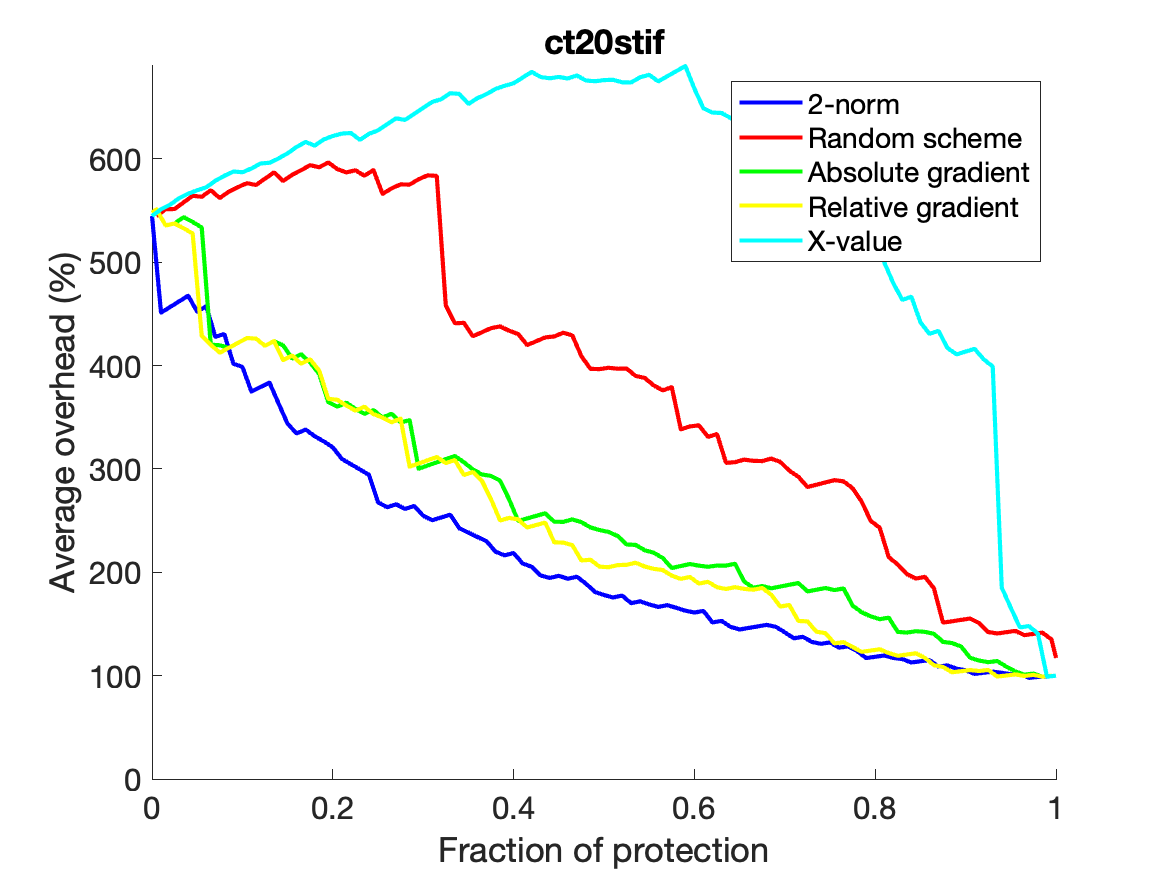 ct20stif
2-norm
Random scheme
Absolute gradient
Relative gradient
X-value
Average overhead (%)
600
500
400
300
200
100
0
0 0.2 0.4 0.6 0.8 1
Fraction of protection